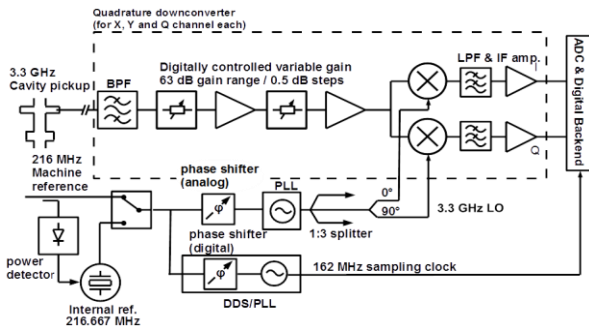 Quadrature downconverter
(for X, Y and Q channel each)
3.3 GHz
Cavity pickup
BPF
Digitally controlled variable gain
63 dB gain range / 0.5 dB steps
LPF & IF amp.
I
Q
ADC & Digital Backend
216 MHz
Machine
reference
phase shifter
(analog)
φ
PLL
0°
90°
3.3 GHz LO
1:3 splitter
power
detector
phase shifter
(digital)
φ
162 MHz sampling clock
DDS/PLL
Internal ref.
216.667 MHz